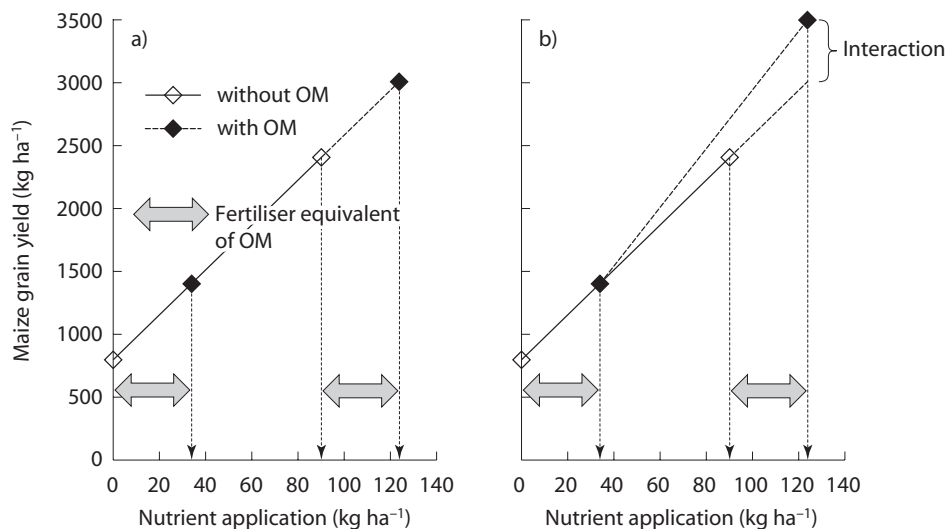 3500
3000
2500
2000
1500
1000
500
0
Maize grain yield (kg ha⁻¹)
a)
without OM
with OM
Fertiliser equivalent
of OM
0 20 40 60 80 100 120 140
Nutrient application (kg ha⁻¹)
b)
Interaction
0 20 40 60 80 100 120 140
Nutrient application (kg ha⁻¹)